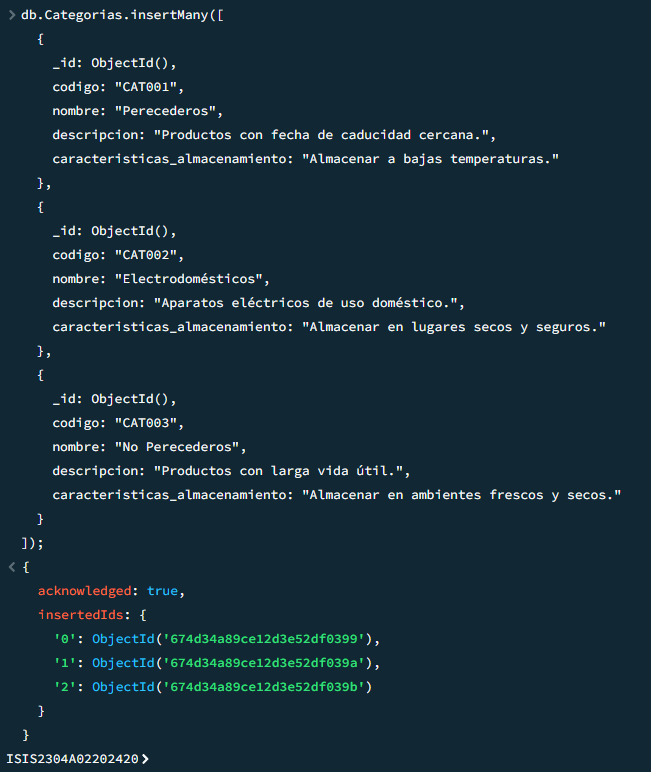 db.Categorias.insertMany([
{
_id: ObjectId(),
codigo: "CAT001",
nombre: "Perecederos",
descripcion: "Productos con fecha de caducidad cercana.",
caracteristicas_almacenamiento: "Almacenar a bajas temperaturas."
},
{
_id: ObjectId(),
codigo: "CAT002",
nombre: "Electrodomésticos",
descripcion: "Aparatos eléctricos de uso doméstico.",
caracteristicas_almacenamiento: "Almacenar en lugares secos y seguros."
},
{
_id: ObjectId(),
codigo: "CAT003",
nombre: "No Perecederos",
descripcion: "Productos con larga vida útil.",
caracteristicas_almacenamiento: "Almacenar en ambientes frescos y secos."
}
]);
{
acknowledged: true,
insertedIds: {
'0': ObjectId('674d34a89ce12d3e52df0399'),
'1': ObjectId('674d34a89ce12d3e52df039a'),
'2': ObjectId('674d34a89ce12d3e52df039b')
}
}
ISIS2304A02202420>